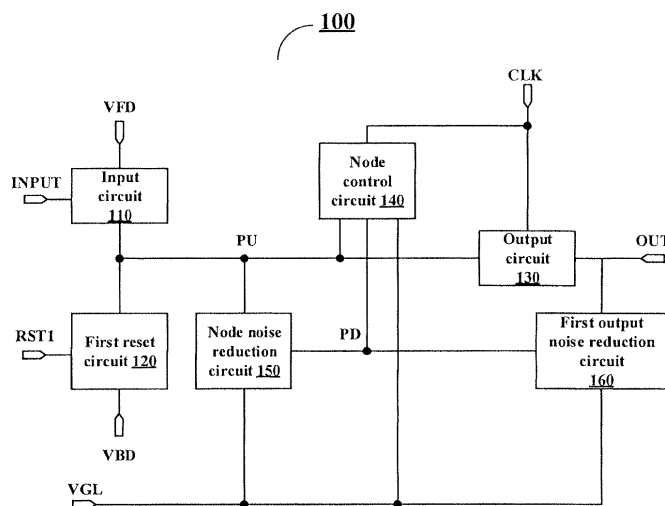 100
CLK
VFD
Node
control
circuit 140
INPUT
Input
circuit
110
PU
Output
circuit
130
OUT
RST1
First reset
circuit 120
Node noise
reduction
circuit 150
PD
First output
noise reduction
circuit
160
VBD
VGL